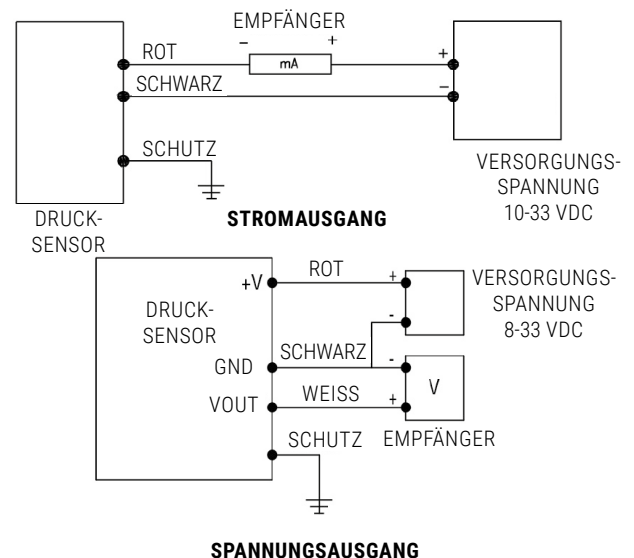 EMPFÄNGER
ROT
−
+
mA
+
SCHWARZ
−
SCHUTZ
DRUCK-
SENSOR
STROMAUSGANG
VERSORGUNGS-
SPANNUNG
10-33 VDC
+V
ROT
+
VERSORGUNGS-
SPANNUNG
8-33 VDC
DRUCK-
SENSOR
-
GND
SCHWARZ
-
V
VOUT
WEISS
+
EMPFÄNGER
SCHUTZ
SPANNUNGSAUSGANG